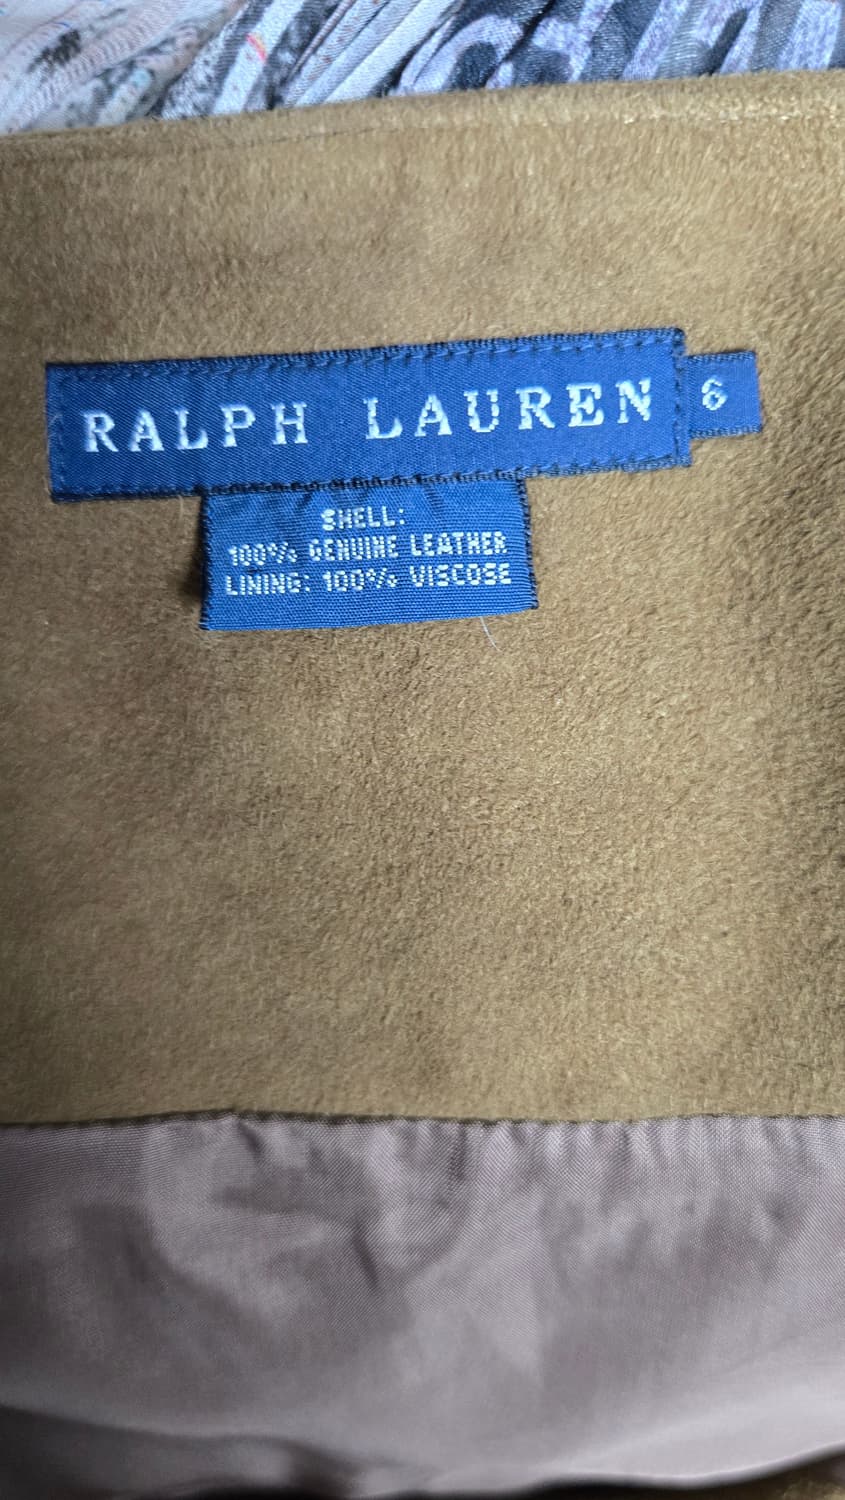 RALPH LAUREN 6
SHELL:
100% GENUINE LEATHER
LINING: 100% VISCOSE